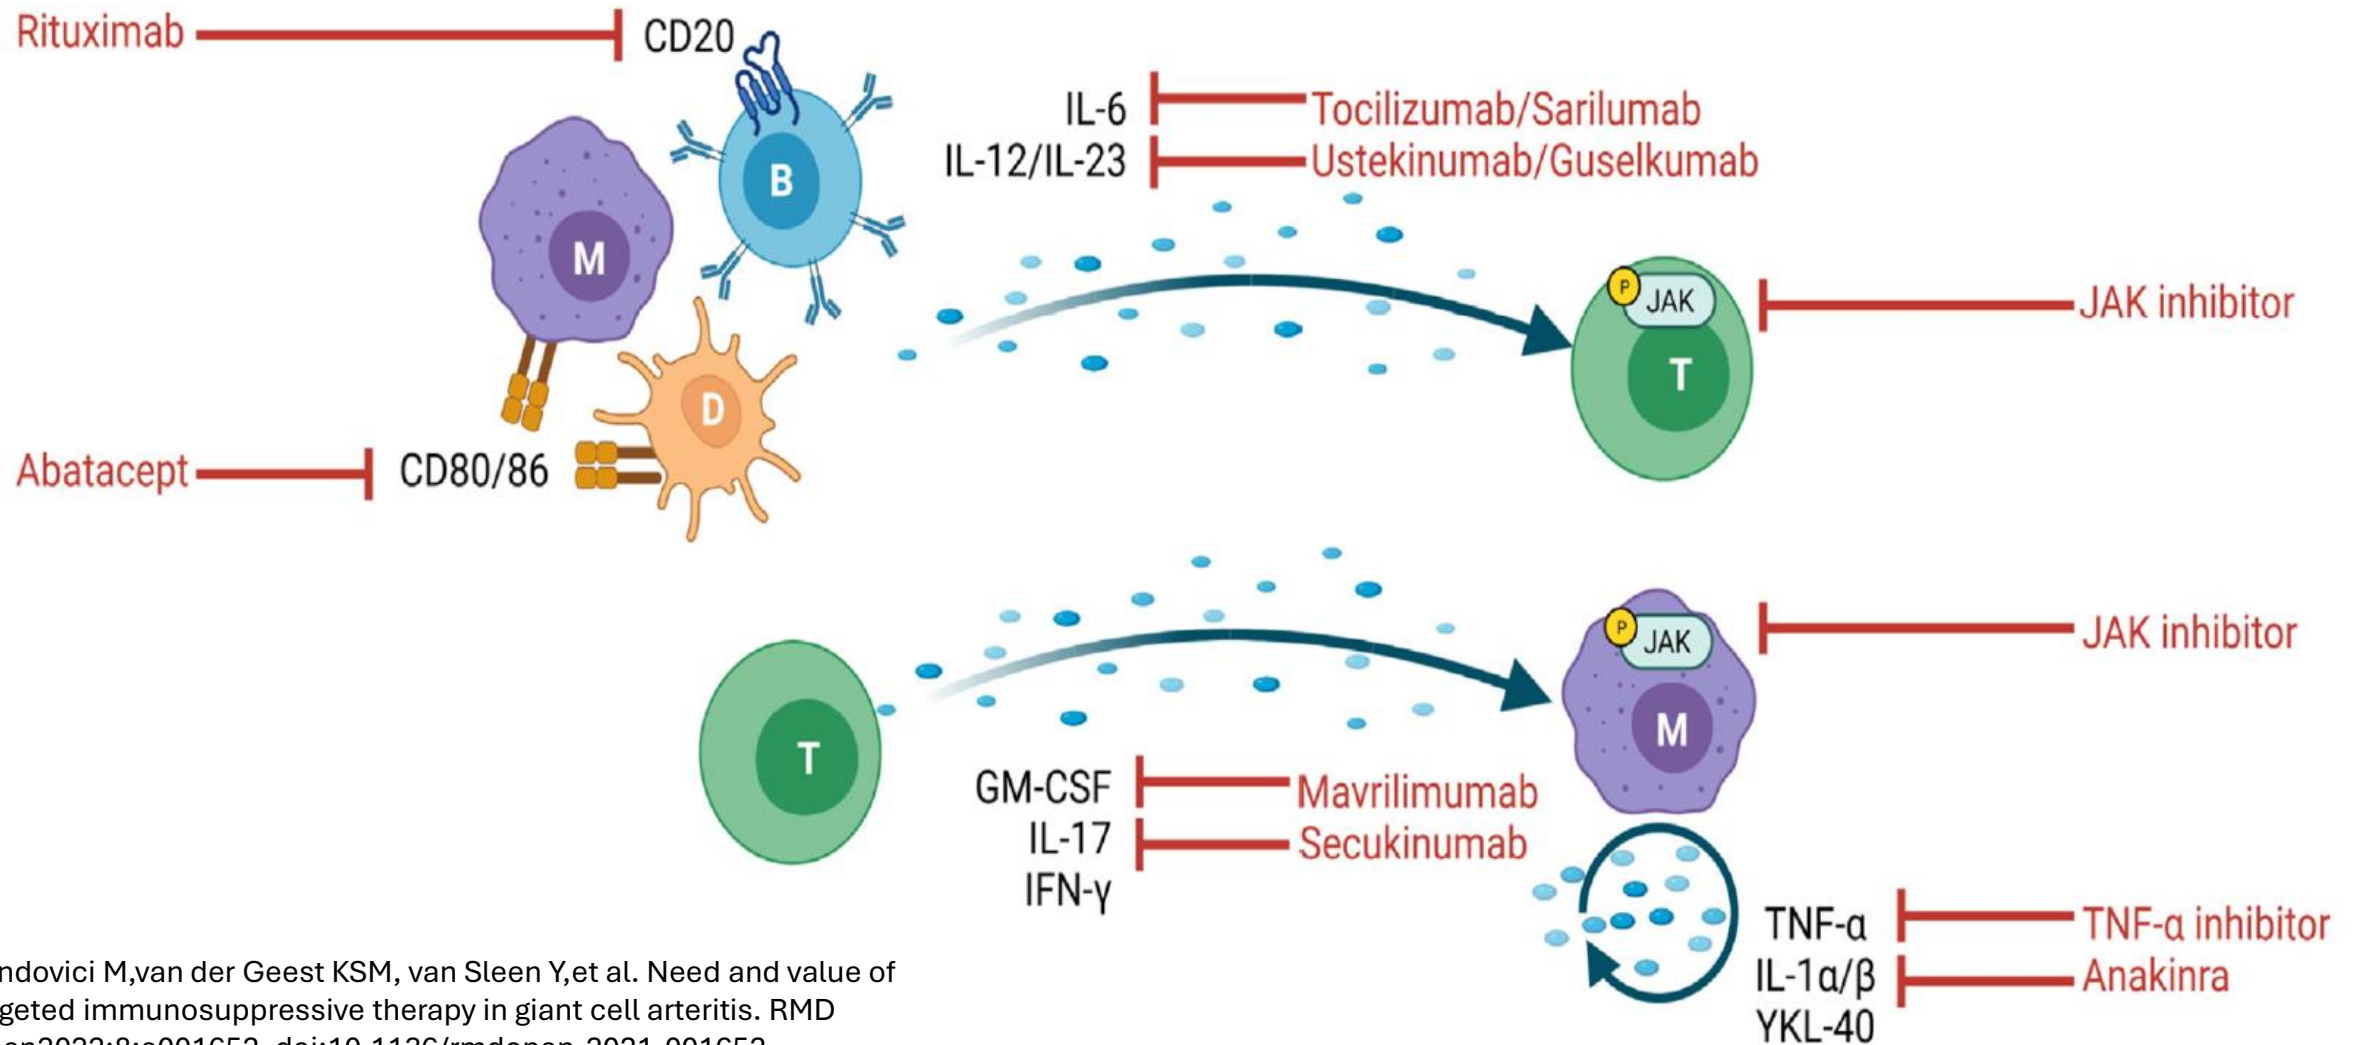 Rituximab
CD20
B
M
D
Abatacept
CD80/86
IL-6
Tocilizumab/Sarilumab
IL-12/IL-23
Ustekinumab/Guselkumab
P
JAK
T
JAK inhibitor
T
GM-CSF
Mavrilimumab
IL-17
Secukinumab
IFN-γ
P
JAK
M
JAK inhibitor
TNF-α
TNF-α inhibitor
IL-1α/β
Anakinra
YKL-40
ndovici M,van der Geest KSM, van Sleen Y,et al. Need and value of
geted immunosuppressive therapy in giant cell arteritis. RMD